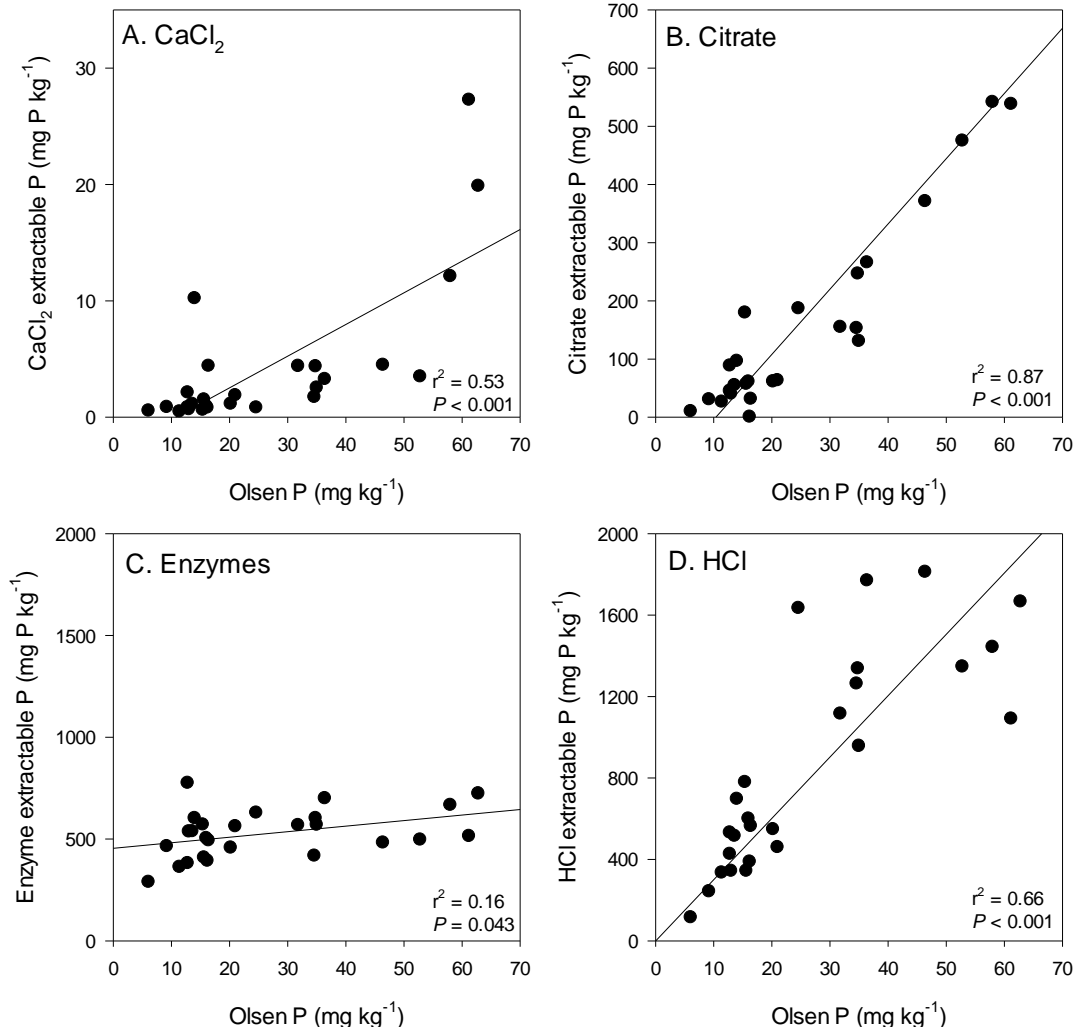 A. CaCl₂
CaCl₂ extractable P (mg P kg⁻¹)
30
20
10
0
r² = 0.53
P < 0.001
0 10 20 30 40 50 60 70
Olsen P (mg kg⁻¹)
B. Citrate
Citrate extractable P (mg P kg⁻¹)
700
600
500
400
300
200
100
0
r² = 0.87
P < 0.001
0 10 20 30 40 50 60 70
Olsen P (mg kg⁻¹)
C. Enzymes
Enzyme extractable P (mg P kg⁻¹)
2000
1500
1000
500
0
r² = 0.16
P = 0.043
0 10 20 30 40 50 60 70
Olsen P (mg kg⁻¹)
D. HCl
HCl extractable P (mg P kg⁻¹)
2000
1600
1200
800
400
0
r² = 0.66
P < 0.001
0 10 20 30 40 50 60 70
Olsen P (mg kg⁻¹)